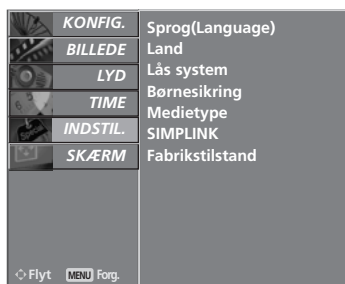 KONFIG.
BILLEDE
LYD
TIME
INDSTIL.
SKÆRM
Sprog(Language)
Land
Lås system
Børnesikring
Medietype
SIMPLINK
Fabrikstilstand
Flyt MENU Forg.